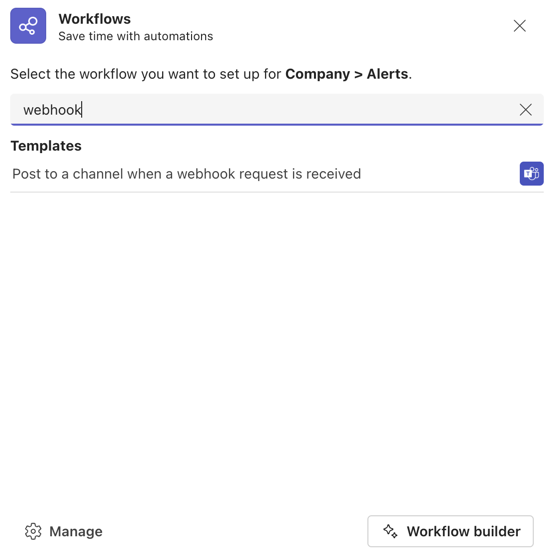 Workflows
Save time with automations
Select the workflow you want to set up for Company > Alerts.
webhook
Templates
Post to a channel when a webhook request is received
Manage
Workflow builder